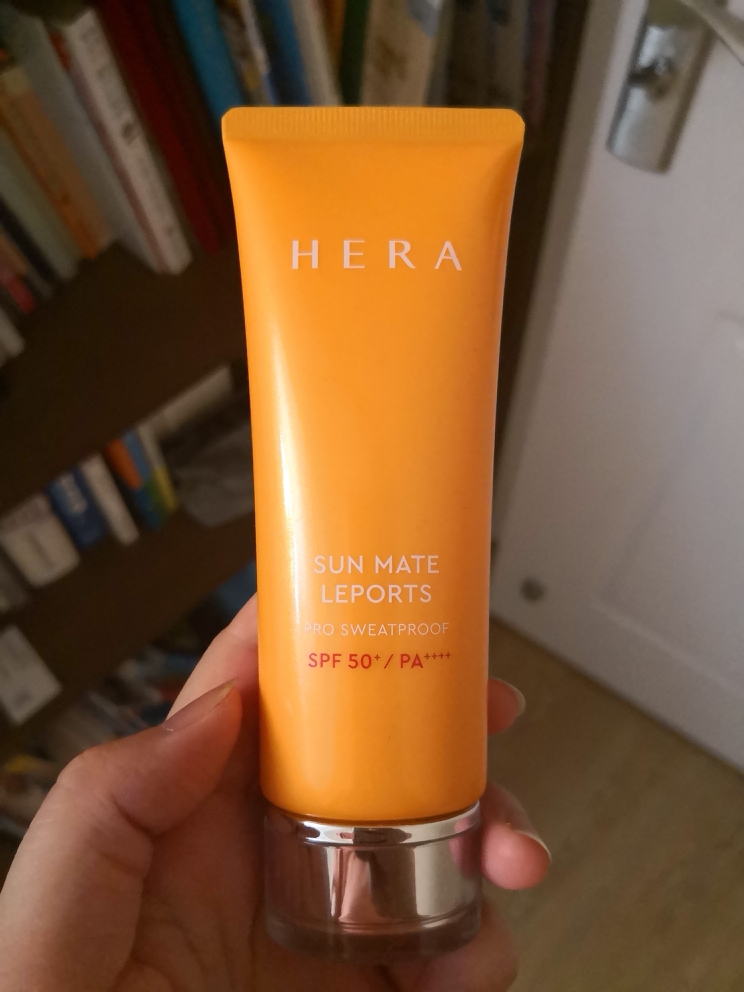 HERA
SUN MATE
LEPORTS
PRO SWEATPROOF
SPF 50+ / PA++++